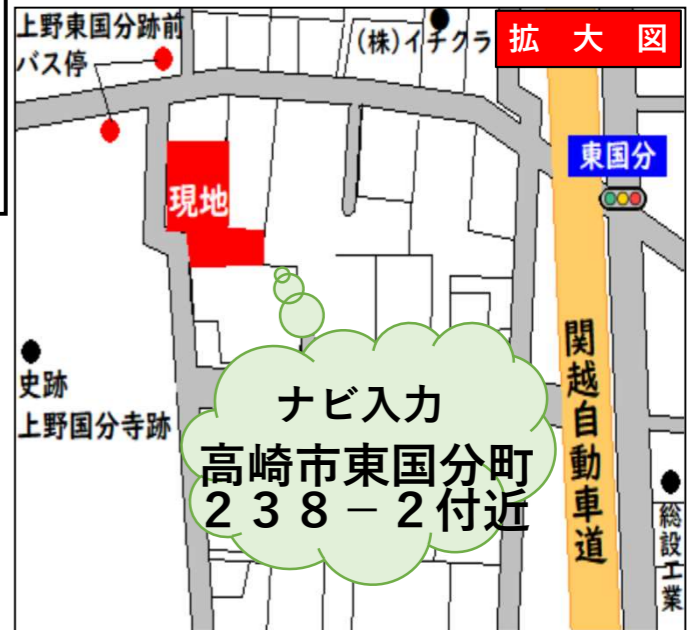 上野東国分跡前
バス停
(株)イチクラ
拡大図
東国分
現地
史跡
上野国分寺跡
ナビ入力
高崎市東国分町
２３８－２付近
関越自動車道
総設工業